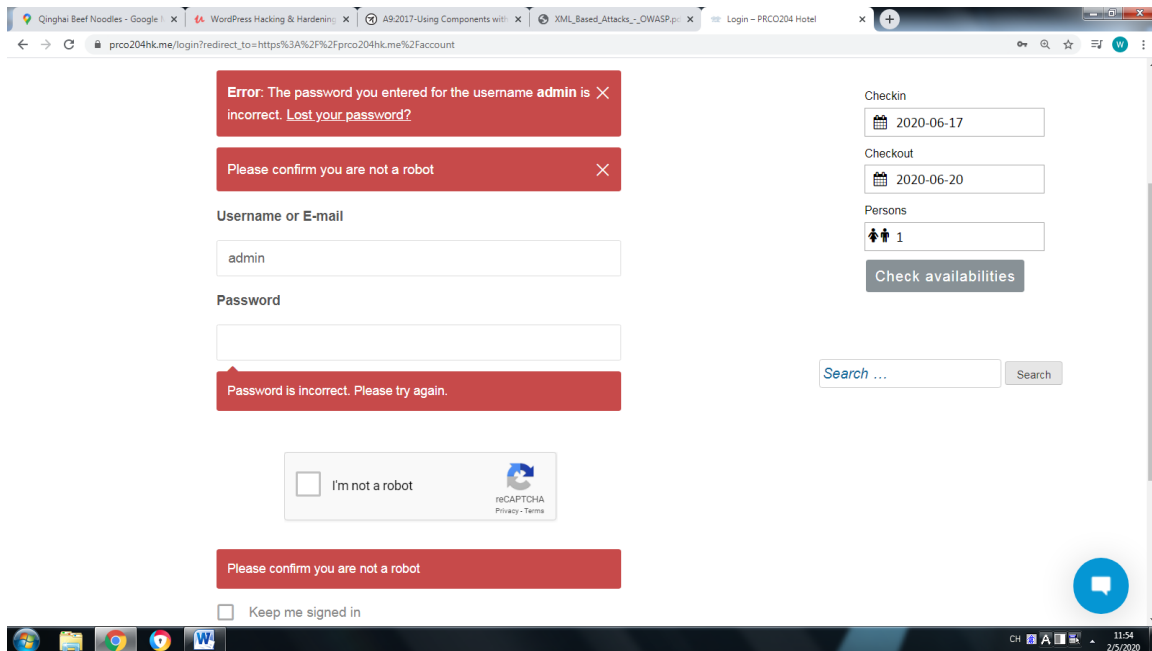 Qinghai Beef Noodles - Google
WordPress Hacking & Hardening
A9:2017-Using Components with
XML_Based_Attacks_-_OWASP.p
Login – PRCO204 Hotel
prco204hk.me/login?redirect_to=https%3A%2F%2Fprco204hk.me%2Faccount
W
Error: The password you entered for the username admin is
incorrect. Lost your password?
Please confirm you are not a robot
Username or E-mail
admin
Password
Password is incorrect. Please try again.
I'm not a robot
reCAPTCHA
Privacy - Terms
Please confirm you are not a robot
Keep me signed in
Checkin
2020-06-17
Checkout
2020-06-20
Persons
1
Check availabilities
Search …
Search
W
CH
A
11:54
2/5/2020